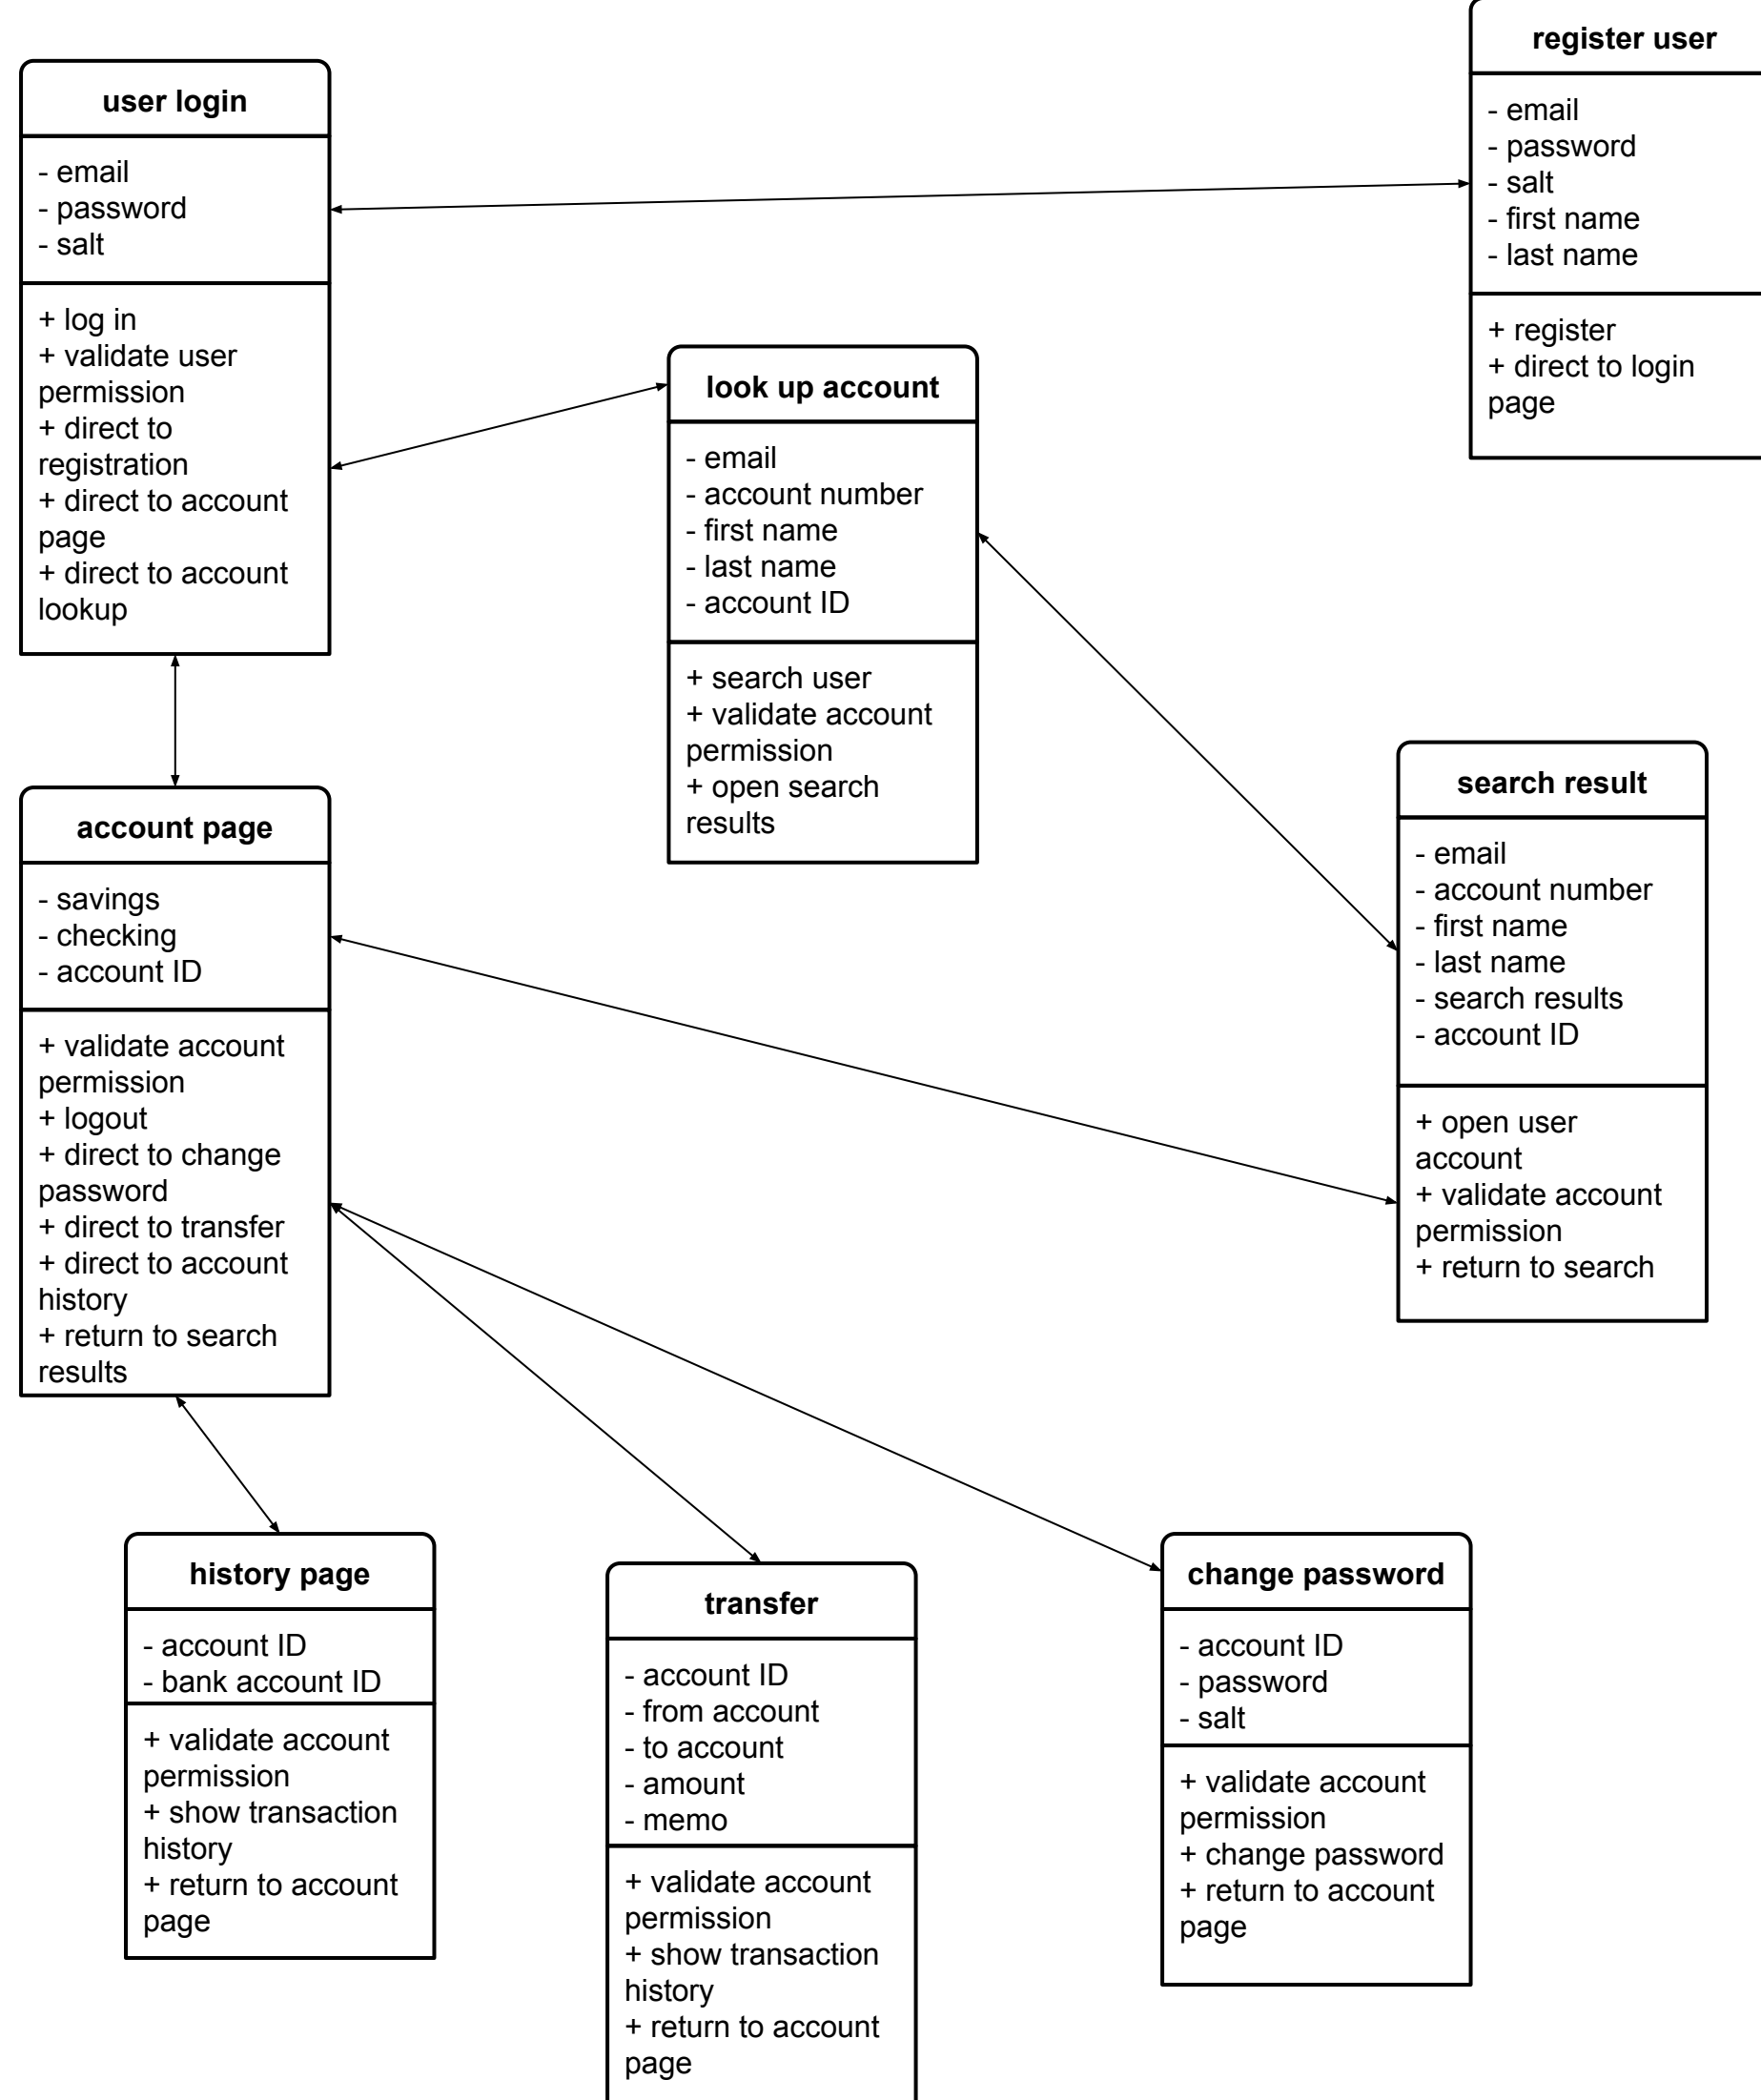 register user
- email
- password
- salt
- first name
- last name
+ register
+ direct to login
page
user login
- email
- password
- salt
+ log in
+ validate user
permission
+ direct to
registration
+ direct to account
page
+ direct to account
lookup
look up account
- email
- account number
- first name
- last name
- account ID
+ search user
+ validate account
permission
+ open search
results
search result
- email
- account number
- first name
- last name
- search results
- account ID
+ open user
account
+ validate account
permission
+ return to search
account page
- savings
- checking
- account ID
+ validate account
permission
+ logout
+ direct to change
password
+ direct to transfer
+ direct to account
history
+ return to search
results
history page
- account ID
- bank account ID
+ validate account
permission
+ show transaction
history
+ return to account
page
transfer
- account ID
- from account
- to account
- amount
- memo
+ validate account
permission
+ show transaction
history
+ return to account
page
change password
- account ID
- password
- salt
+ validate account
permission
+ change password
+ return to account
page